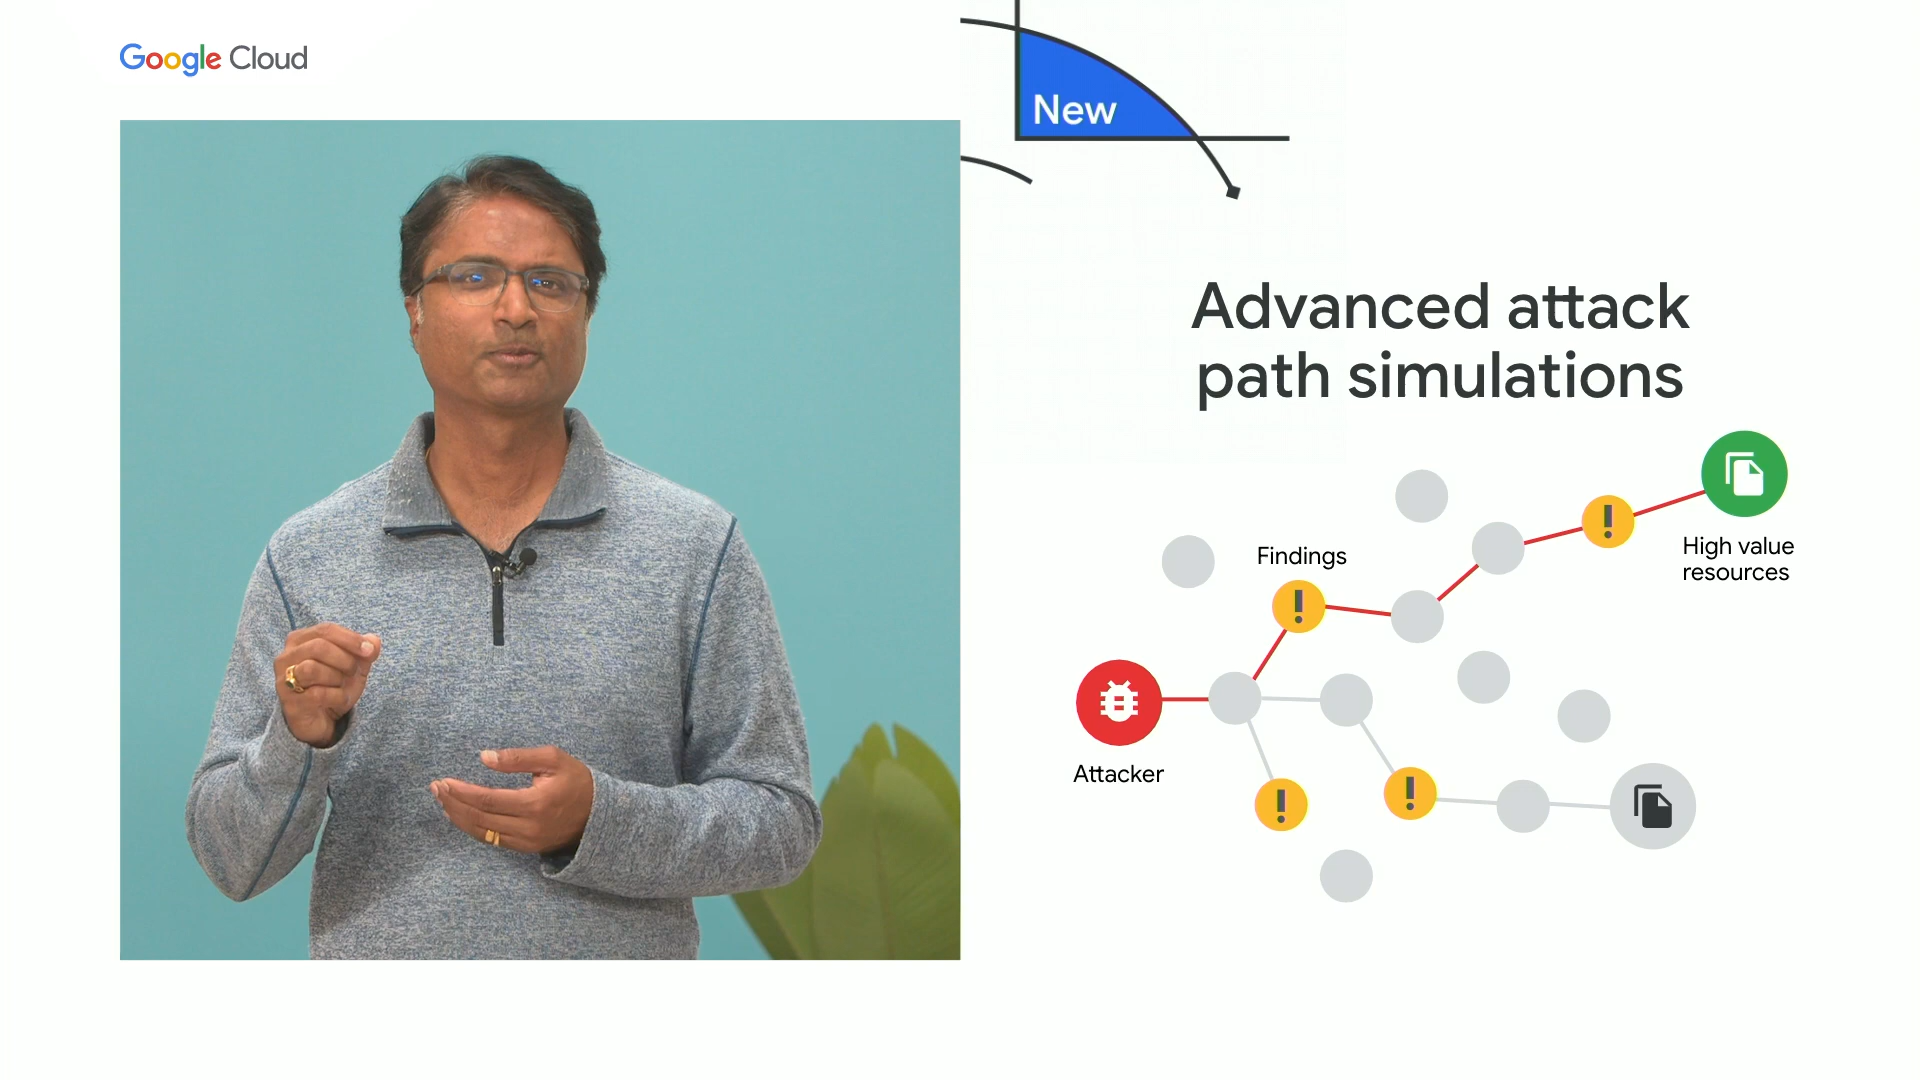 Google Cloud
New
Advanced attack
path simulations
Findings
High value
resources
Attacker